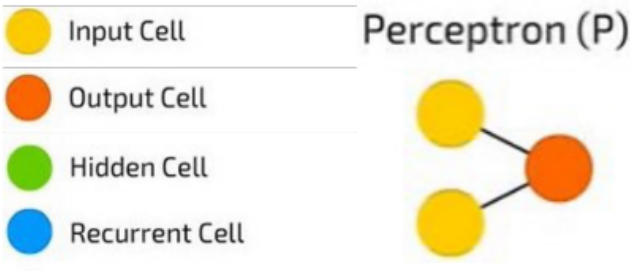 Input Cell
Output Cell
Hidden Cell
Recurrent Cell
Perceptron (P)